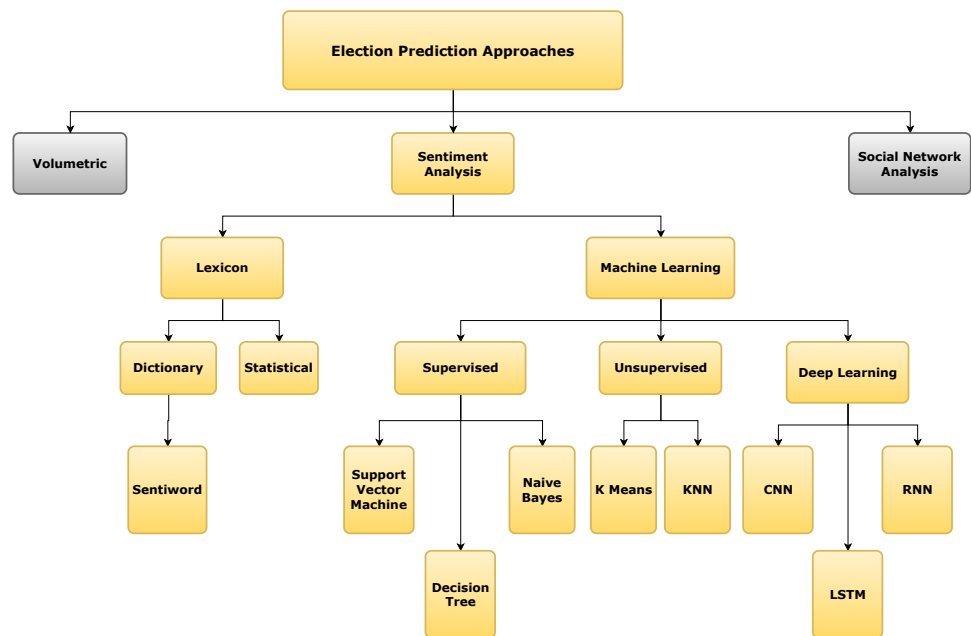 Election Prediction Approaches
Volumetric
Sentiment
Analysis
Social Network
Analysis
Lexicon
Machine Learning
Dictionary
Statistical
Supervised
Unsupervised
Deep Learning
Sentiword
Support
Vector
Machine
Naive
Bayes
K Means
KNN
CNN
RNN
Decision
Tree
LSTM